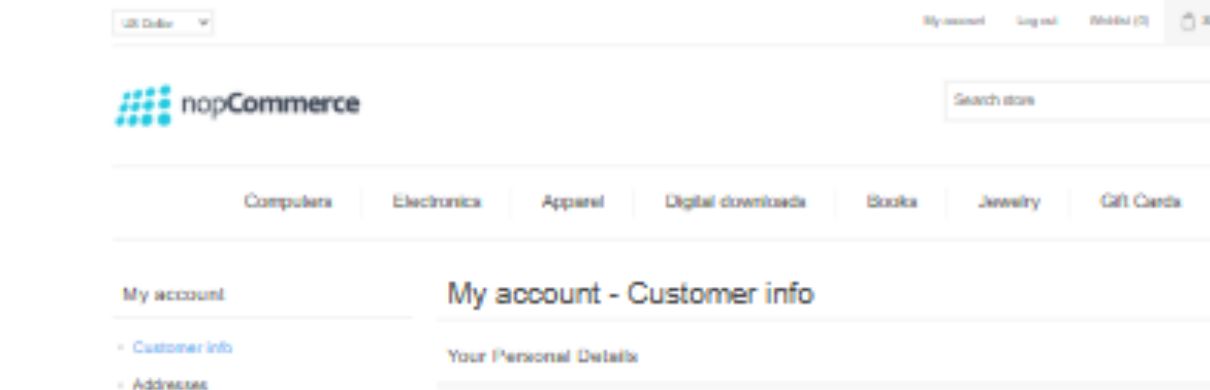 US Dollar
My account Log out Wishlist (0)
nopCommerce
Search store
Computers Electronics Apparel Digital downloads Books Jewelry Gift Cards
My account
My account - Customer info
Customer info
Your Personal Details
Addresses